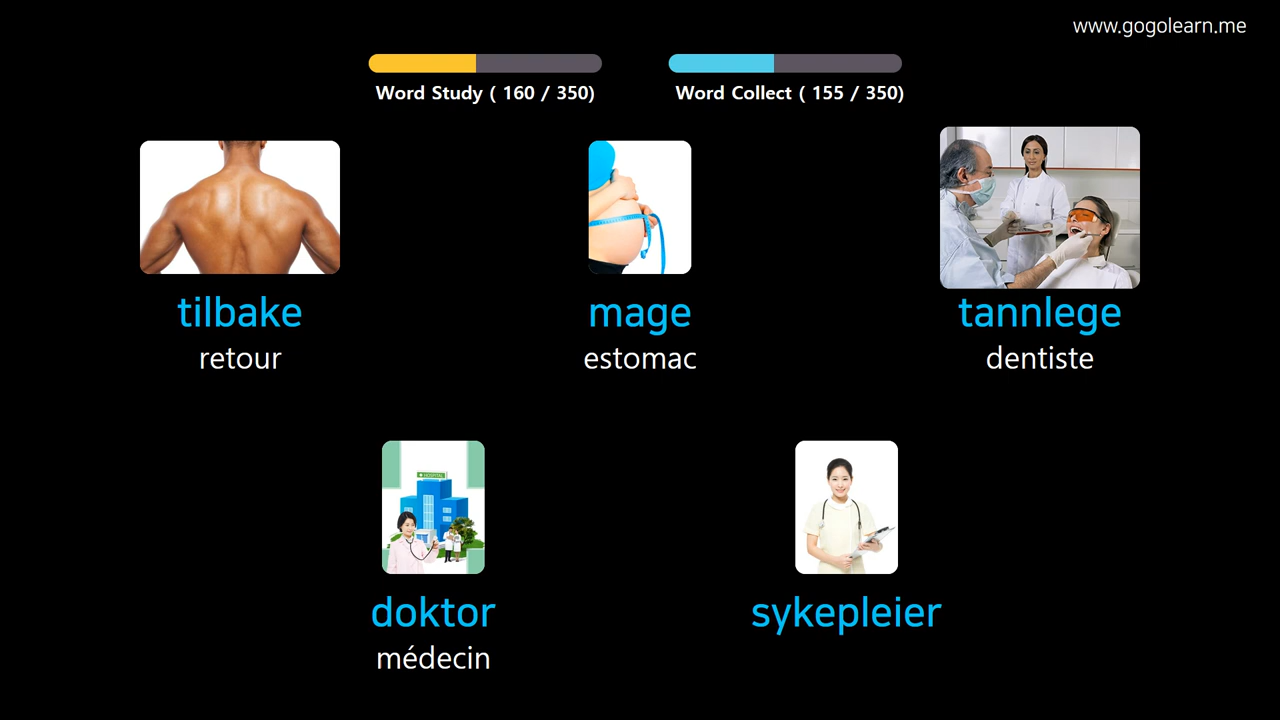 www.gogolearn.me
Word Study ( 160 / 350)
Word Collect ( 155 / 350)
tilbake
retour
mage
estomac
tannlege
dentiste
HOSPITAL
doktor
médecin
sykepleier